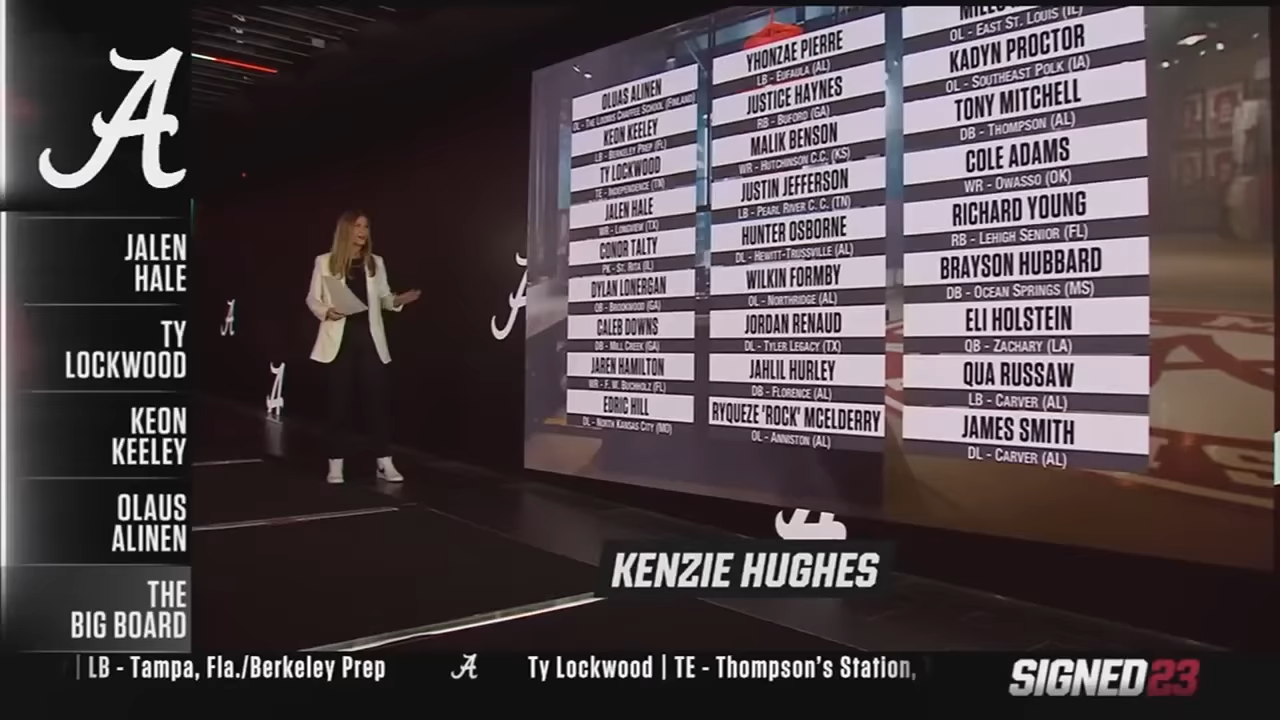 A
JALEN
HALE
TY
LOCKWOOD
KEON
KEELEY
OLAUS
ALINEN
THE
BIG BOARD
OLUAS ALINEN
OL - THE LOOMIS CHAFFEE SCHOOL (FINLAND)
KEON KEELEY
LB - BERKELEY PREP (FL)
TY LOCKWOOD
TE - INDEPENDENCE (TN)
JALEN HALE
WR - LONGVIEW (TX)
CONOR TALTY
PK - ST. RITA (IL)
DYLAN LONERGAN
QB - BROOKWOOD (GA)
CALEB DOWNS
DB - MILL CREEK (GA)
JAREN HAMILTON
WR - F. W. BUCHHOLZ (FL)
EDRIC HILL
DL - NORTH KANSAS CITY (MO)
YHONZAE PIERRE
LB - EUFAULA (AL)
JUSTICE HAYNES
RB - BUFORD (GA)
MALIK BENSON
WR - HUTCHINSON C.C. (KS)
JUSTIN JEFFERSON
LB - PEARL RIVER C. C. (TN)
HUNTER OSBORNE
DL - HEWITT-TRUSSVILLE (AL)
WILKIN FORMBY
OL - NORTHRIDGE (AL)
JORDAN RENAUD
DL - TYLER LEGACY (TX)
JAHLIL HURLEY
DB - FLORENCE (AL)
RYQUEZE 'ROCK' MCELDERRY
OL - ANNISTON (AL)
OL - EAST ST. LOUIS (IL)
KADYN PROCTOR
OL - SOUTHEAST POLK (IA)
TONY MITCHELL
DB - THOMPSON (AL)
COLE ADAMS
WR - OWASSO (OK)
RICHARD YOUNG
RB - LEHIGH SENIOR (FL)
BRAYSON HUBBARD
DB - OCEAN SPRINGS (MS)
ELI HOLSTEIN
QB - ZACHARY (LA)
QUA RUSSAW
LB - CARVER (AL)
JAMES SMITH
DL - CARVER (AL)
KENZIE HUGHES
| LB - Tampa, Fla./Berkeley Prep A Ty Lockwood | TE - Thompson's Station,
SIGNED23